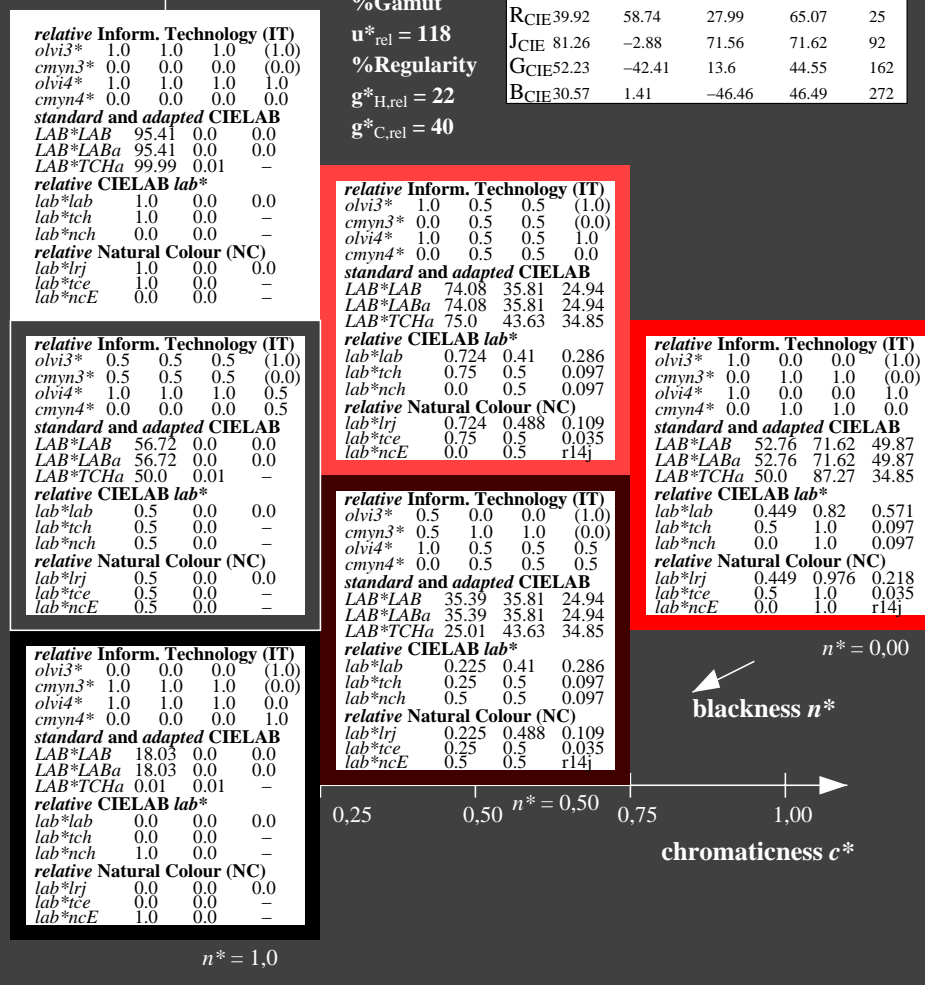 %Gamut
u*rel = 118
%Regularity
g*H,rel = 22
g*C,rel = 40
RCIE 39.92 58.74 27.99 65.07 25
JCIE 81.26 –2.88 71.56 71.62 92
GCIE 52.23 –42.41 13.6 44.55 162
BCIE 30.57 1.41 –46.46 46.49 272
relative Inform. Technology (IT)
olvi3* 1.0 1.0 1.0 (1.0)
cmyn3* 0.0 0.0 0.0 (0.0)
olvi4* 1.0 1.0 1.0 1.0
cmyn4* 0.0 0.0 0.0 0.0
standard and adapted CIELAB
LAB*LAB 95.41 0.0 0.0
LAB*LABa 95.41 0.0 0.0
LAB*TCHa 99.99 0.01 –
relative CIELAB lab*
lab*lab 1.0 0.0 0.0
lab*tch 1.0 0.0 –
lab*nch 0.0 0.0 –
relative Natural Colour (NC)
lab*lrj 1.0 0.0 0.0
lab*tce 1.0 0.0 –
lab*ncE 0.0 0.0 –
relative Inform. Technology (IT)
olvi3* 1.0 0.5 0.5 (1.0)
cmyn3* 0.0 0.5 0.5 (0.0)
olvi4* 1.0 0.5 0.5 1.0
cmyn4* 0.0 0.5 0.5 0.0
standard and adapted CIELAB
LAB*LAB 74.08 35.81 24.94
LAB*LABa 74.08 35.81 24.94
LAB*TCHa 75.0 43.63 34.85
relative CIELAB lab*
lab*lab 0.724 0.41 0.286
lab*tch 0.75 0.5 0.097
lab*nch 0.0 0.5 0.097
relative Natural Colour (NC)
lab*lrj 0.724 0.488 0.109
lab*tce 0.75 0.5 0.035
lab*ncE 0.0 0.5 r14j
relative Inform. Technology (IT)
olvi3* 0.5 0.5 0.5 (1.0)
cmyn3* 0.5 0.5 0.5 (0.0)
olvi4* 1.0 1.0 1.0 0.5
cmyn4* 0.0 0.0 0.0 0.5
standard and adapted CIELAB
LAB*LAB 56.72 0.0 0.0
LAB*LABa 56.72 0.0 0.0
LAB*TCHa 50.0 0.01 –
relative CIELAB lab*
lab*lab 0.5 0.0 0.0
lab*tch 0.5 0.0 –
lab*nch 0.5 0.0 –
relative Natural Colour (NC)
lab*lrj 0.5 0.0 0.0
lab*tce 0.5 0.0 –
lab*ncE 0.5 0.0 –
relative Inform. Technology (IT)
olvi3* 1.0 0.0 0.0 (1.0)
cmyn3* 0.0 1.0 1.0 (0.0)
olvi4* 1.0 0.0 0.0 1.0
cmyn4* 0.0 1.0 1.0 0.0
standard and adapted CIELAB
LAB*LAB 52.76 71.62 49.87
LAB*LABa 52.76 71.62 49.87
LAB*TCHa 50.0 87.27 34.85
relative CIELAB lab*
lab*lab 0.449 0.82 0.571
lab*tch 0.5 1.0 0.097
lab*nch 0.0 1.0 0.097
relative Natural Colour (NC)
lab*lrj 0.449 0.976 0.218
lab*tce 0.5 1.0 0.035
lab*ncE 0.0 1.0 r14j
n* = 0,00
relative Inform. Technology (IT)
olvi3* 0.5 0.0 0.0 (1.0)
cmyn3* 0.5 1.0 1.0 (0.0)
olvi4* 1.0 0.5 0.5 0.5
cmyn4* 0.0 0.5 0.5 0.5
standard and adapted CIELAB
LAB*LAB 35.39 35.81 24.94
LAB*LABa 35.39 35.81 24.94
LAB*TCHa 25.01 43.63 34.85
relative CIELAB lab*
lab*lab 0.225 0.41 0.286
lab*tch 0.25 0.5 0.097
lab*nch 0.5 0.5 0.097
relative Natural Colour (NC)
lab*lrj 0.225 0.488 0.109
lab*tce 0.25 0.5 0.035
lab*ncE 0.5 0.5 r14j
blackness n*
relative Inform. Technology (IT)
olvi3* 0.0 0.0 0.0 (1.0)
cmyn3* 1.0 1.0 1.0 (0.0)
olvi4* 1.0 1.0 1.0 0.0
cmyn4* 0.0 0.0 0.0 1.0
standard and adapted CIELAB
LAB*LAB 18.03 0.0 0.0
LAB*LABa 18.03 0.0 0.0
LAB*TCHa 0.01 0.01 –
relative CIELAB lab*
lab*lab 0.0 0.0 0.0
lab*tch 0.0 0.0 –
lab*nch 1.0 0.0 –
relative Natural Colour (NC)
lab*lrj 0.0 0.0 0.0
lab*tce 0.0 0.0 –
lab*ncE 1.0 0.0 –
n* = 0,50
0,25 0,50 0,75 1,00
chromaticness c*
n* = 1,0